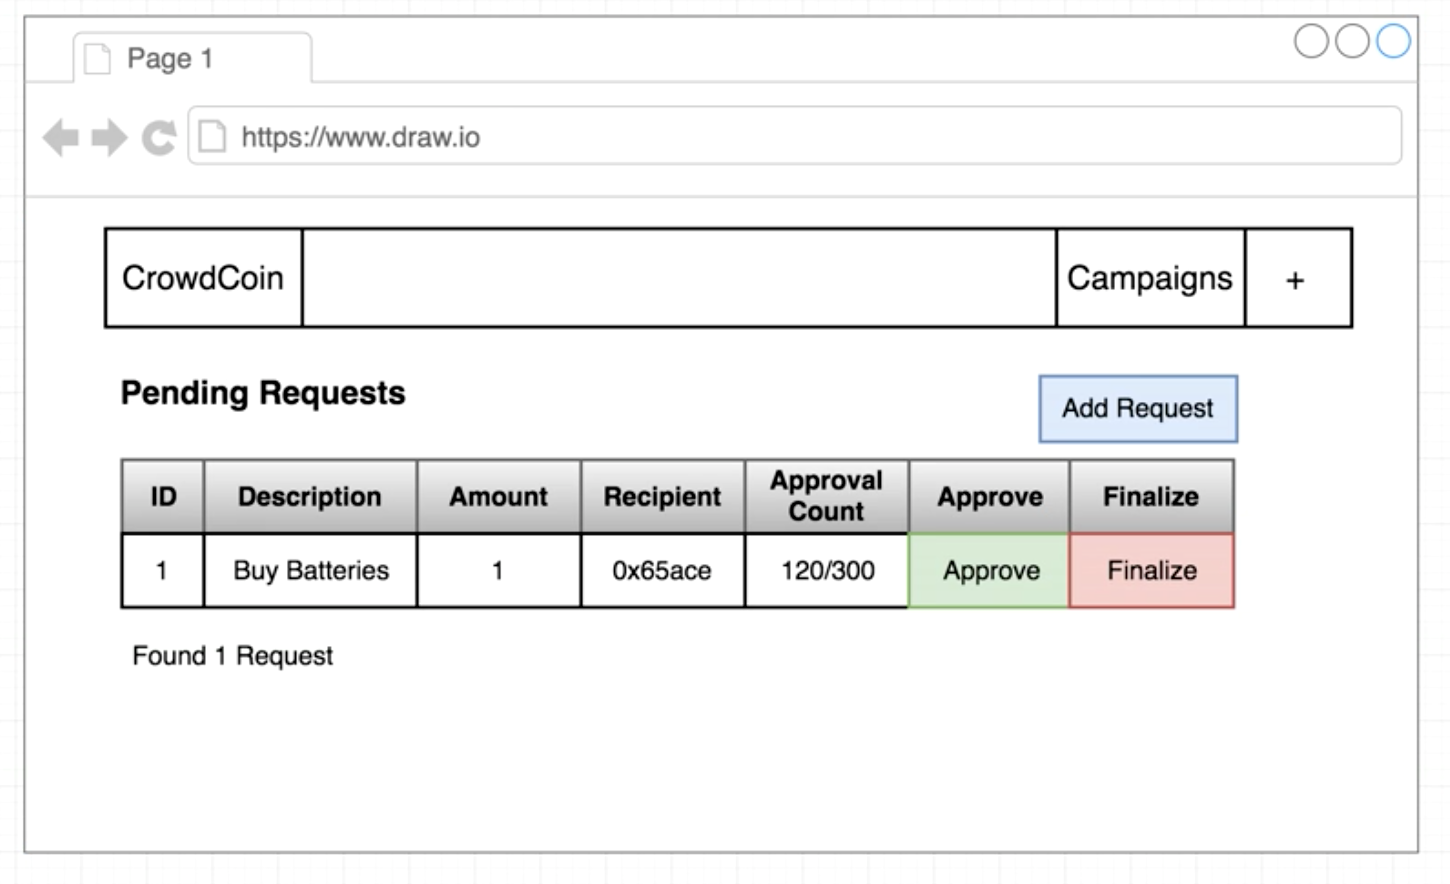 Page 1
https://www.draw.io
CrowdCoin Campaigns +
Pending Requests
Add Request
ID Description Amount Recipient Approval Count Approve Finalize
1 Buy Batteries 1 0x65ace 120/300 Approve Finalize
Found 1 Request